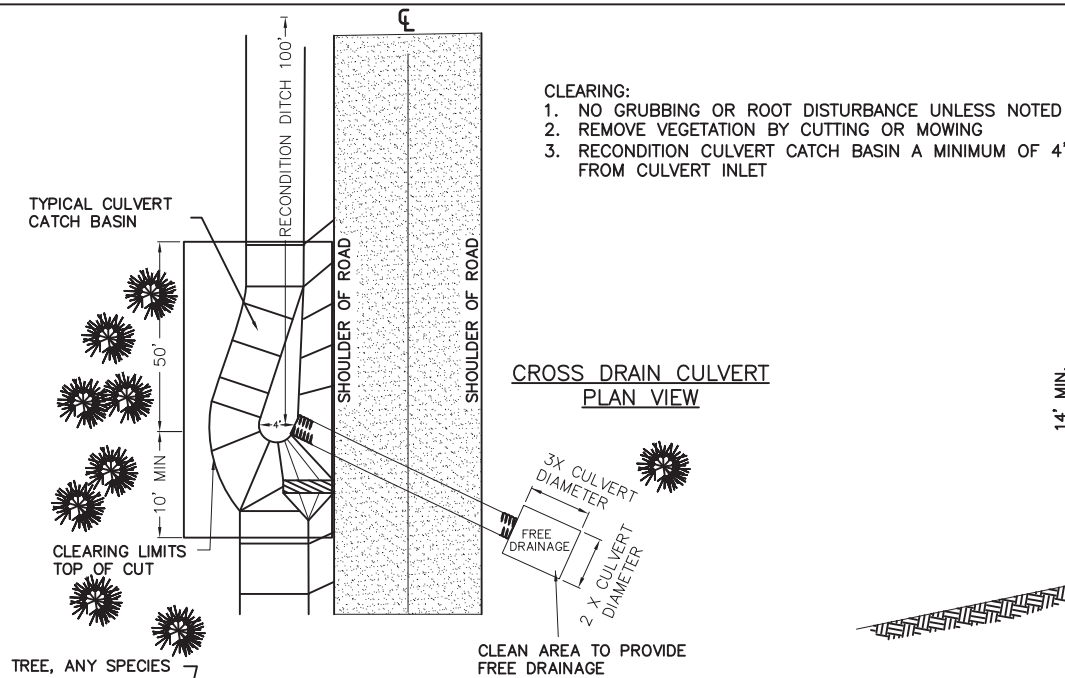 ℄
RECONDITION DITCH 100'
CLEARING:
1. NO GRUBBING OR ROOT DISTURBANCE UNLESS NOTED
2. REMOVE VEGETATION BY CUTTING OR MOWING
3. RECONDITION CULVERT CATCH BASIN A MINIMUM OF 4'
FROM CULVERT INLET
TYPICAL CULVERT
CATCH BASIN
SHOULDER OF ROAD
SHOULDER OF ROAD
50'
CROSS DRAIN CULVERT
PLAN VIEW
14' MIN.
4'
10' MIN
3X CULVERT
DIAMETER
FREE
DRAINAGE
2 X CULVERT
DIAMETER
CLEARING LIMITS
TOP OF CUT
CLEAN AREA TO PROVIDE
FREE DRAINAGE
TREE, ANY SPECIES